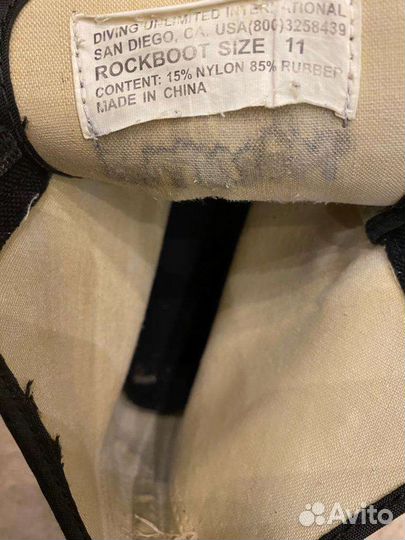 DIVING UNLIMITED INTERNATIONAL
SAN DIEGO, CA. USA(800)3258439
ROCKBOOT SIZE 11
CONTENT: 15% NYLON 85% RUBBER
MADE IN CHINA
Avito